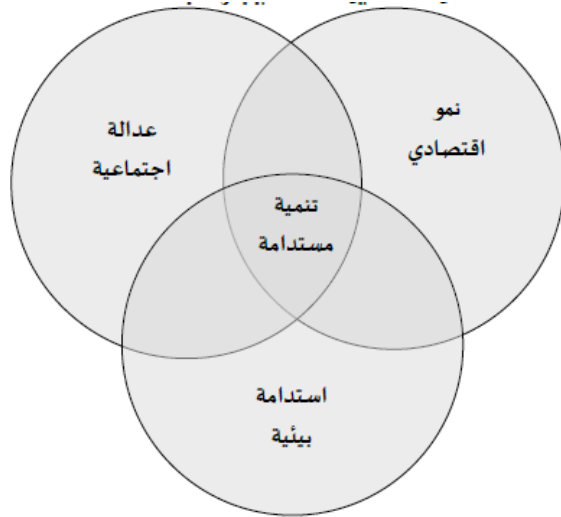 نمو
اقتصادي
عدالة
اجتماعية
تنمية
مستدامة
استدامة
بيئية